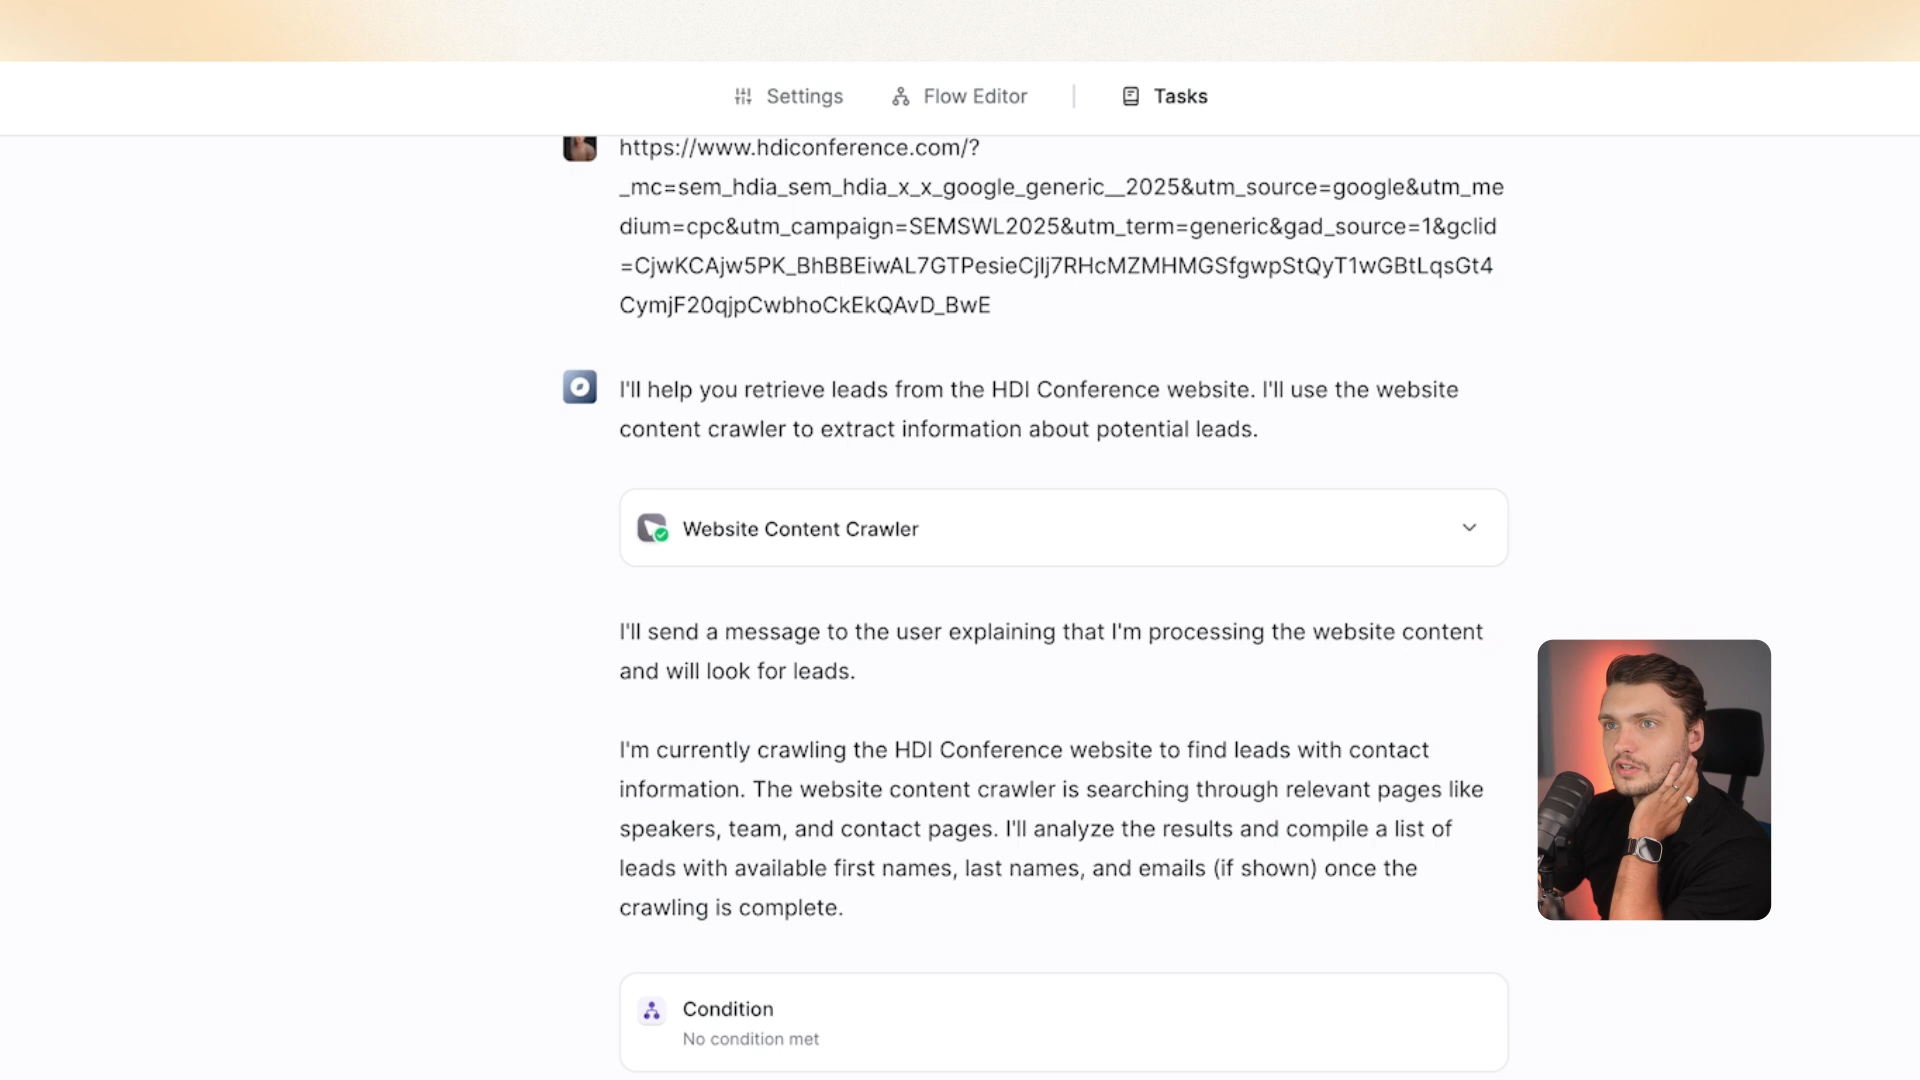 Settings
Flow Editor
Tasks
https://www.hdiconference.com/?
_mc=sem_hdia_sem_hdia_x_x_google_generic__2025&utm_source=google&utm_me
dium=cpc&utm_campaign=SEMSWL2025&utm_term=generic&gad_source=1&gclid
=CjwKCAjw5PK_BhBBEiwAL7GTPesieCjlj7RHcMZMHMGSfgwpStQyT1wGBtLqsGt4
CymjF20qjpCwbhoCkEkQAvD_BwE
I'll help you retrieve leads from the HDI Conference website. I'll use the website
content crawler to extract information about potential leads.
Website Content Crawler
I'll send a message to the user explaining that I'm processing the website content
and will look for leads.
I'm currently crawling the HDI Conference website to find leads with contact
information. The website content crawler is searching through relevant pages like
speakers, team, and contact pages. I'll analyze the results and compile a list of
leads with available first names, last names, and emails (if shown) once the
crawling is complete.
Condition
No condition met